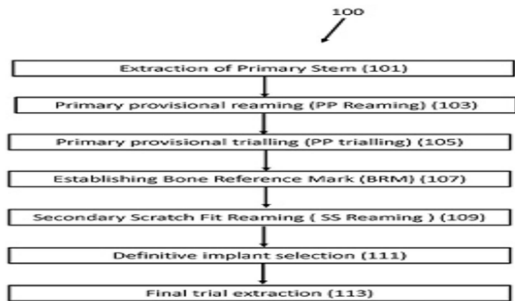 100
Extraction of Primary Stem (101)
Primary provisional reaming (PP Reaming) (103)
Primary provisional trialling (PP trialling) (105)
Establishing Bone Reference Mark (BRM) (107)
Secondary Scratch Fit Reaming ( SS Reaming ) (109)
Definitive implant selection (111)
Final trial extraction (113)